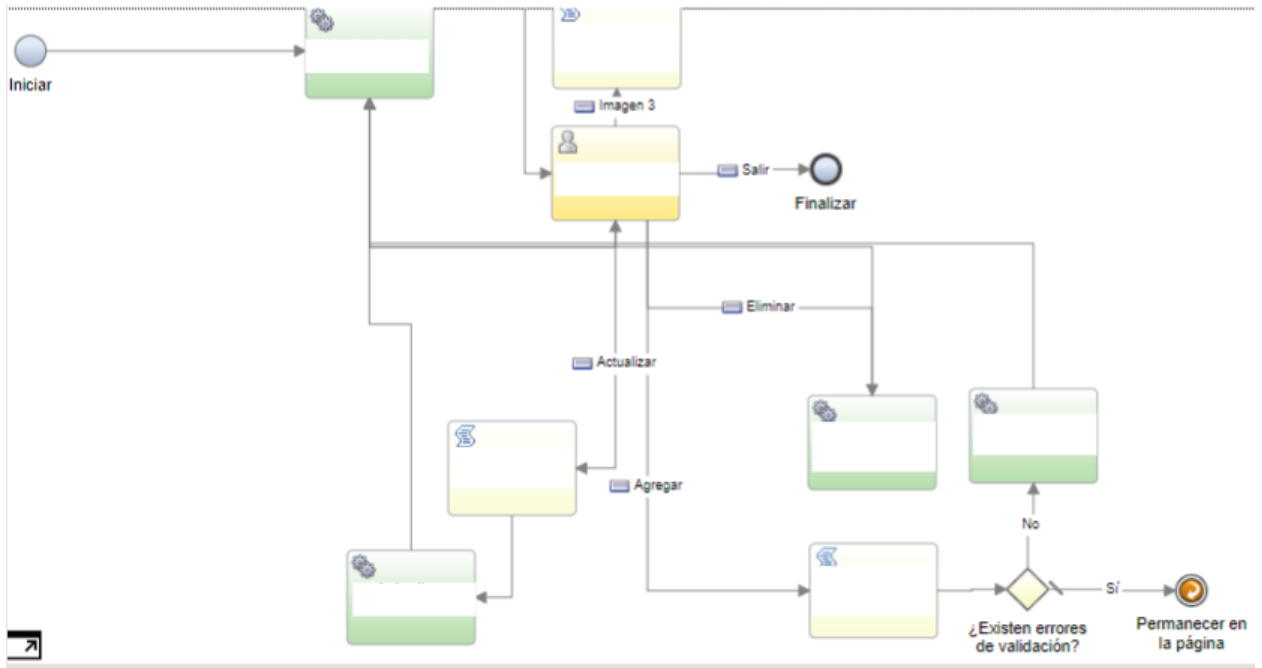 Iniciar
Imagen 3
Salir
Finalizar
Eliminar
Actualizar
Agregar
No
Sí
¿Existen errores
de validación?
Permanecer en
la página